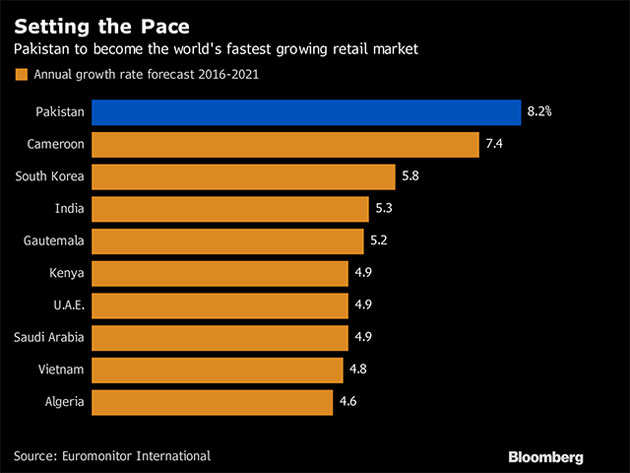 Setting the Pace
Pakistan to become the world's fastest growing retail market
Annual growth rate forecast 2016-2021
Pakistan 8.2%
Cameroon 7.4
South Korea 5.8
India 5.3
Gautemala 5.2
Kenya 4.9
U.A.E. 4.9
Saudi Arabia 4.9
Vietnam 4.8
Algeria 4.6
Source: Euromonitor International
Bloomberg